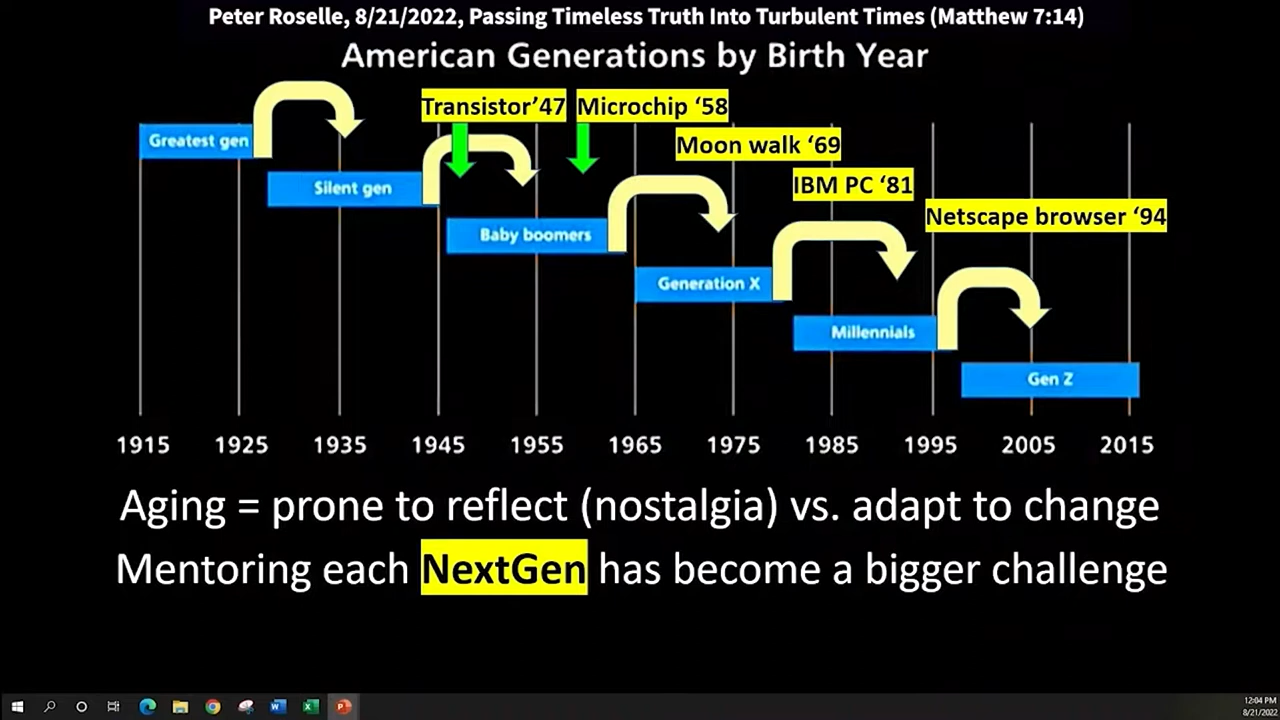 Peter Roselle, 8/21/2022, Passing Timeless Truth Into Turbulent Times (Matthew 7:14)
American Generations by Birth Year
Transistor’47 Microchip ‘58
Greatest gen
Moon walk ‘69
Silent gen
IBM PC ‘81
Netscape browser ‘94
Baby boomers
Generation X
Millennials
Gen Z
1915 1925 1935 1945 1955 1965 1975 1985 1995 2005 2015
Aging = prone to reflect (nostalgia) vs. adapt to change
Mentoring each NextGen has become a bigger challenge
12:04 PM
8/21/2022